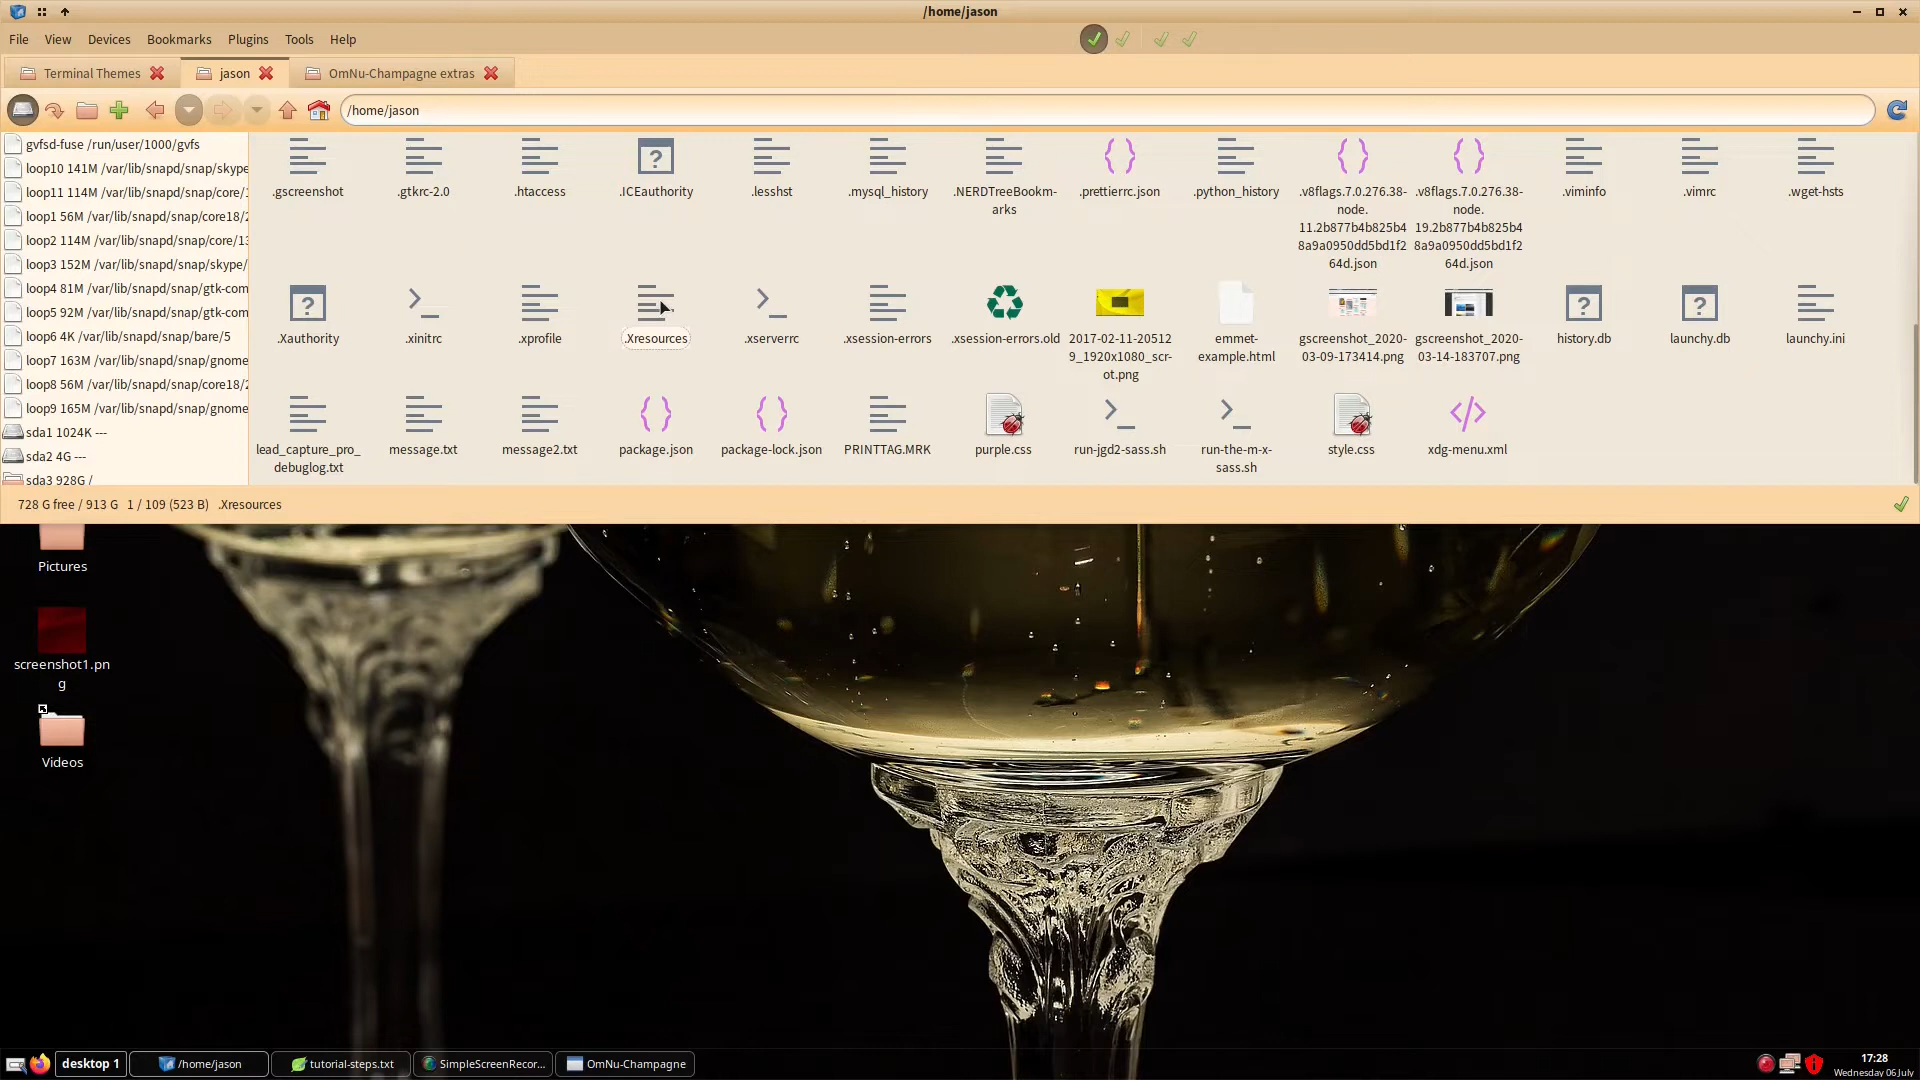 /home/jason
File View Devices Bookmarks Plugins Tools Help
Terminal Themes jason OmNu-Champagne extras
/home/jason
gvfsd-fuse /run/user/1000/gvfs
loop10 141M /var/lib/snapd/snap/skype
loop11 114M /var/lib/snapd/snap/core/1
loop1 56M /var/lib/snapd/snap/core18/2
loop2 114M /var/lib/snapd/snap/core/13
loop3 152M /var/lib/snapd/snap/skype/
loop4 81M /var/lib/snapd/snap/gtk-com
loop5 92M /var/lib/snapd/snap/gtk-com
loop6 4K /var/lib/snapd/snap/bare/5
loop7 163M /var/lib/snapd/snap/gnome
loop8 56M /var/lib/snapd/snap/core18/2
loop9 165M /var/lib/snapd/snap/gnome
sda1 1024K ---
sda2 4G ---
sda3 928G /
.gscreenshot
.gtkrc-2.0
.htaccess
.ICEauthority
.lesshst
.mysql_history
.NERDTreeBookm-
arks
.prettierrc.json
.python_history
.v8flags.7.0.276.38-
node.
11.2b877b4b825b4
8a9a0950dd5bd1f2
64d.json
.v8flags.7.0.276.38-
node.
19.2b877b4b825b4
8a9a0950dd5bd1f2
64d.json
.viminfo
.vimrc
.wget-hsts
.Xauthority
.xinitrc
.xprofile
.Xresources
.xserverrc
.xsession-errors
.xsession-errors.old
2017-02-11-20512
9_1920x1080_scr-
ot.png
emmet-
example.html
gscreenshot_2020-
03-09-173414.png
gscreenshot_2020-
03-14-183707.png
history.db
launchy.db
launchy.ini
lead_capture_pro_
debuglog.txt
message.txt
message2.txt
package.json
package-lock.json
PRINTTAG.MRK
purple.css
run-jgd2-sass.sh
run-the-m-x-
sass.sh
style.css
xdg-menu.xml
728 G free / 913 G 1 / 109 (523 B) .Xresources
Pictures
screenshot1.pn
g
Videos
desktop 1 /home/jason tutorial-steps.txt SimpleScreenRecor... OmNu-Champagne
17:28
Wednesday 06 July